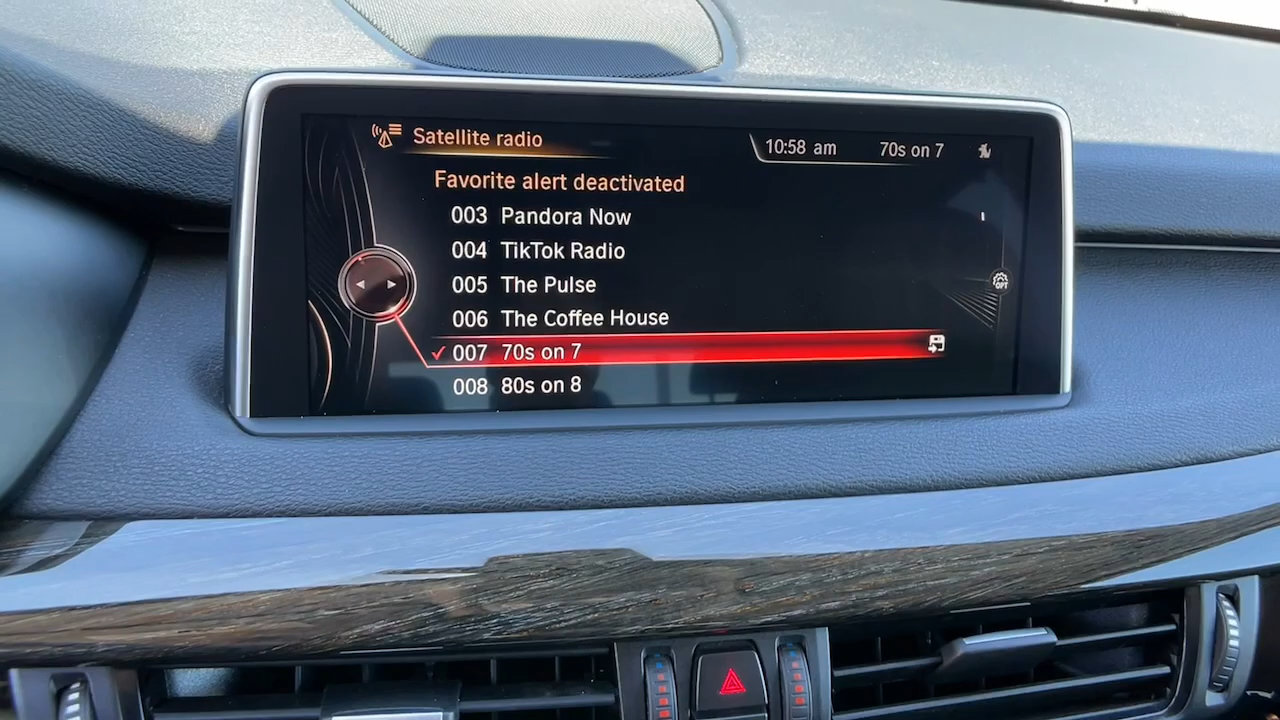 Satellite radio
10:58 am 70s on 7
Favorite alert deactivated
003 Pandora Now
004 TikTok Radio
005 The Pulse
006 The Coffee House
007 70s on 7
008 80s on 8
OPT